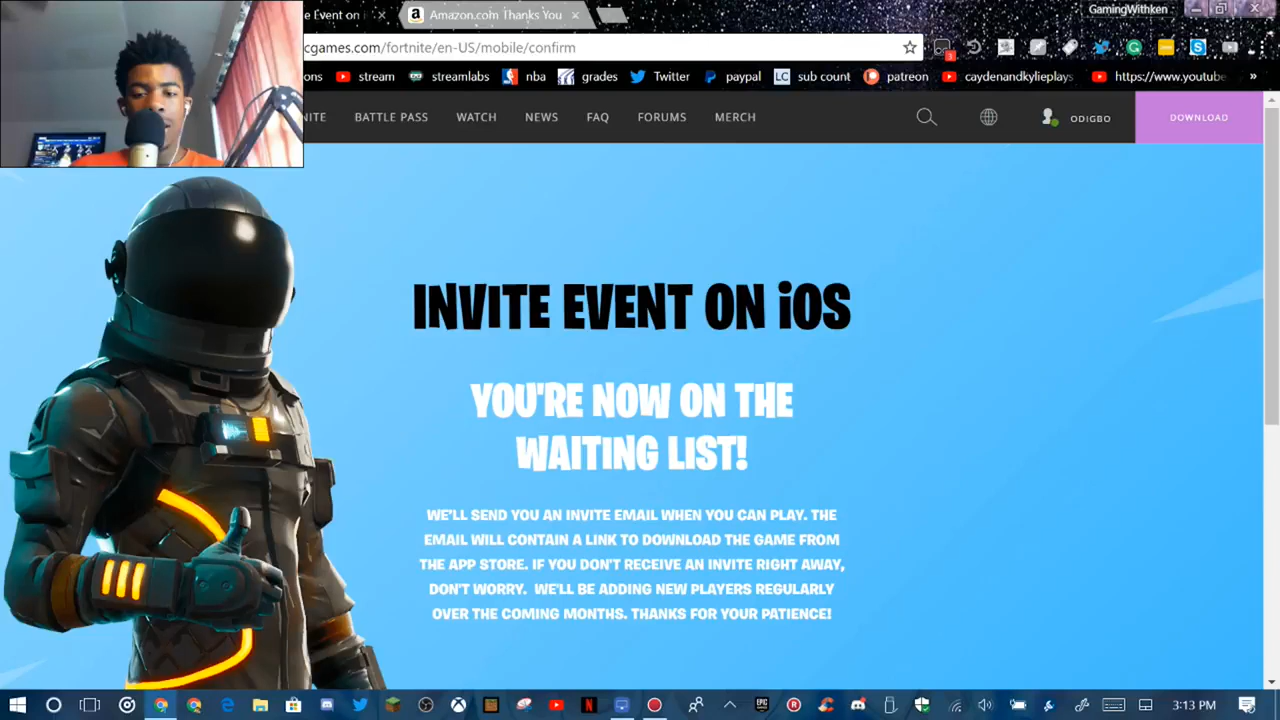 e Event on
Amazon.com Thanks You
GamingWithken
cgames.com/fortnite/en-US/mobile/confirm
3
ons
stream
streamlabs
nba
grades
Twitter
paypal
LC
sub count
patreon
caydenandkylieplays
https://www.youtube
»
NITE
BATTLE PASS
WATCH
NEWS
FAQ
FORUMS
MERCH
ODIGBO
DOWNLOAD
INVITE EVENT ON iOS
YOU'RE NOW ON THE
WAITING LIST!
WE'LL SEND YOU AN INVITE EMAIL WHEN YOU CAN PLAY. THE
EMAIL WILL CONTAIN A LINK TO DOWNLOAD THE GAME FROM
THE APP STORE. IF YOU DON'T RECEIVE AN INVITE RIGHT AWAY,
DON'T WORRY. WE'LL BE ADDING NEW PLAYERS REGULARLY
OVER THE COMING MONTHS. THANKS FOR YOUR PATIENCE!
EPIC
3:13 PM